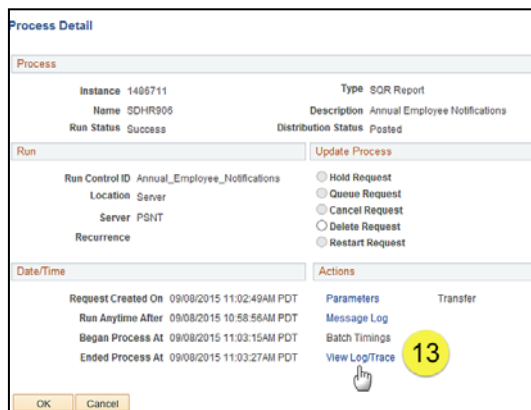 Process Detail
Process
Instance 1486711 Type SQR Report
Name SDHR906 Description Annual Employee Notifications
Run Status Success Distribution Status Posted
Run Update Process
Run Control ID Annual_Employee_Notifications Hold Request
Location Server Queue Request
Server PSNT Cancel Request
Recurrence Delete Request
Restart Request
Date/Time Actions
Request Created On 09/08/2015 11:02:49AM PDT Parameters Transfer
Run Anytime After 09/08/2015 10:58:56AM PDT Message Log
Began Process At 09/08/2015 11:03:15AM PDT Batch Timings
Ended Process At 09/08/2015 11:03:27AM PDT View Log/Trace 13
OK Cancel